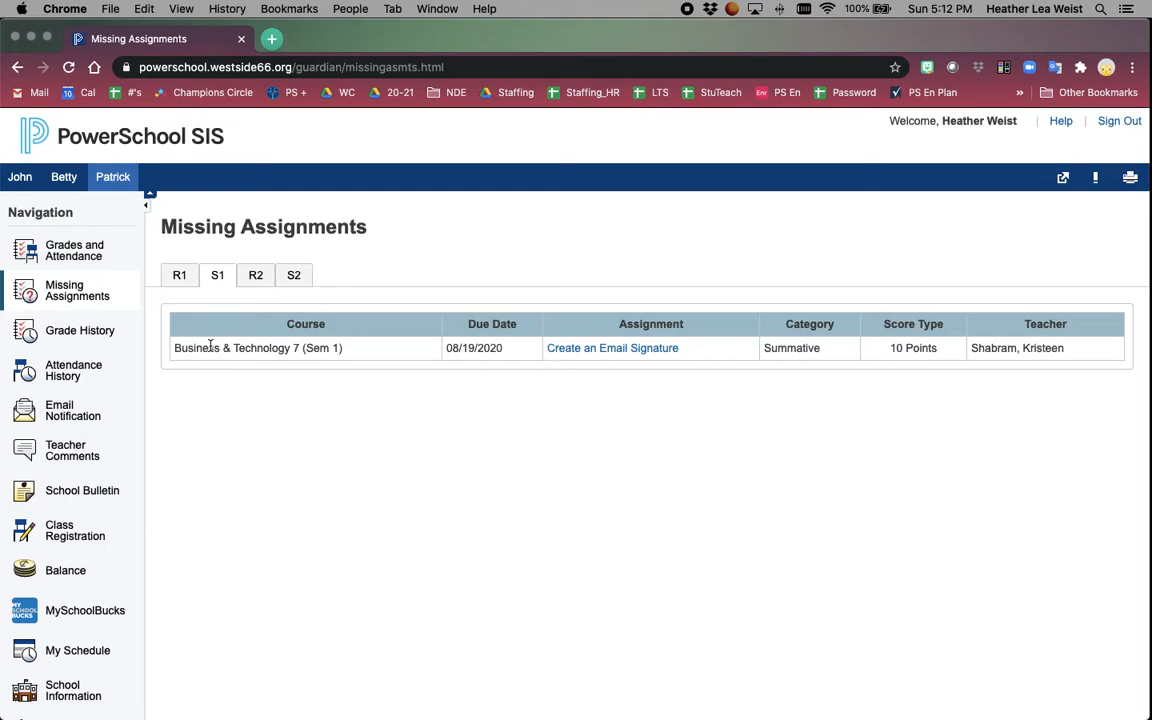 Chrome File Edit View History Bookmarks People Tab Window Help 100% Sun 5:12 PM Heather Lea Weist
Missing Assignments
powerschool.westside66.org/guardian/missingasmts.html
Mail Cal #'s Champions Circle PS + WC 20-21 NDE Staffing Staffing_HR LTS StuTeach PS En Password PS En Plan » Other Bookmarks
PowerSchool SIS
Welcome, Heather Weist | Help | Sign Out
John Betty Patrick
Navigation
Grades and
Attendance
Missing
Assignments
Grade History
Attendance
History
Email
Notification
Teacher
Comments
School Bulletin
Class
Registration
Balance
MySchoolBucks
My Schedule
School
Information
Missing Assignments
R1 S1 R2 S2
Course Due Date Assignment Category Score Type Teacher
Business & Technology 7 (Sem 1) 08/19/2020 Create an Email Signature Summative 10 Points Shabram, Kristeen